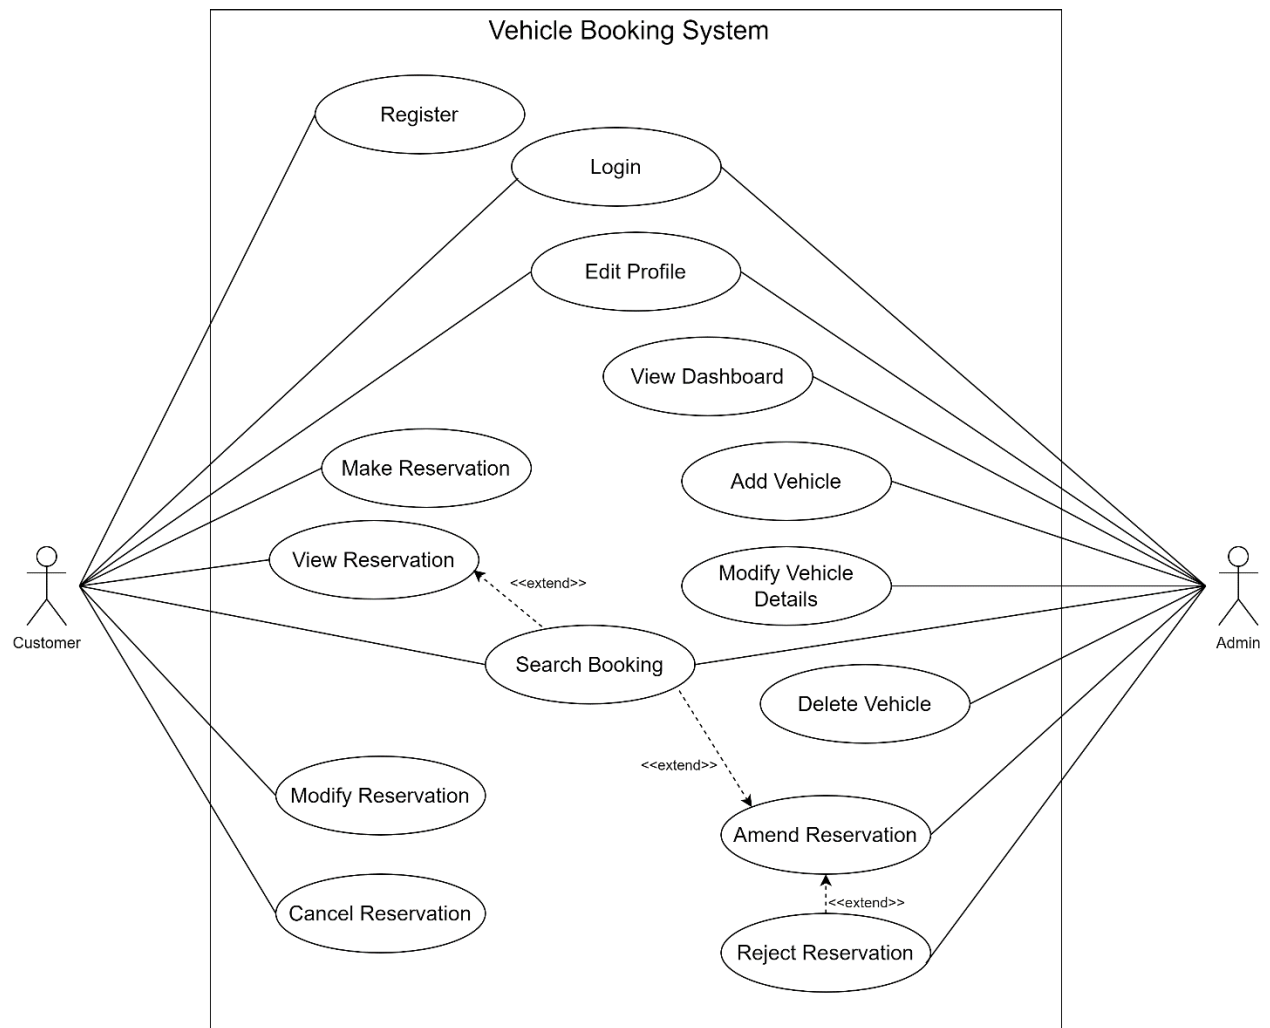 Vehicle Booking System
Register
Login
Edit Profile
View Dashboard
Make Reservation
Add Vehicle
View Reservation
<<extend>>
Modify Vehicle
Details
Customer
Admin
Search Booking
Delete Vehicle
<<extend>>
Modify Reservation
Amend Reservation
Cancel Reservation
<<extend>>
Reject Reservation